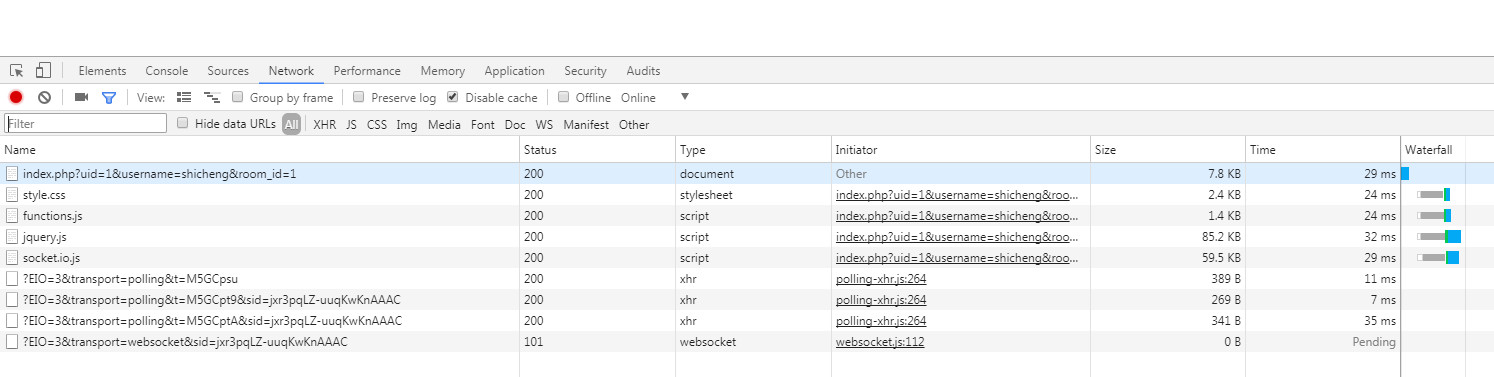 Elements Console Sources Network Performance Memory Application Security Audits
View: Group by frame Preserve log Disable cache Offline Online
Filter Hide data URLs All XHR JS CSS Img Media Font Doc WS Manifest Other
Name Status Type Initiator Size Time Waterfall
index.php?uid=1&username=shicheng&room_id=1 200 document Other 7.8 KB 29 ms
style.css 200 stylesheet index.php?uid=1&username=shicheng&roo... 2.4 KB 24 ms
functions.js 200 script index.php?uid=1&username=shicheng&roo... 1.4 KB 24 ms
jquery.js 200 script index.php?uid=1&username=shicheng&roo... 85.2 KB 32 ms
socket.io.js 200 script index.php?uid=1&username=shicheng&roo... 59.5 KB 29 ms
?EIO=3&transport=polling&t=M5GCpsu 200 xhr polling-xhr.js:264 389 B 11 ms
?EIO=3&transport=polling&t=M5GCpt9&sid=jxr3pqLZ-uuqKwKnAAAC 200 xhr polling-xhr.js:264 269 B 7 ms
?EIO=3&transport=polling&t=M5GCptA&sid=jxr3pqLZ-uuqKwKnAAAC 200 xhr polling-xhr.js:264 341 B 35 ms
?EIO=3&transport=websocket&sid=jxr3pqLZ-uuqKwKnAAAC 101 websocket websocket.js:112 0 B Pending